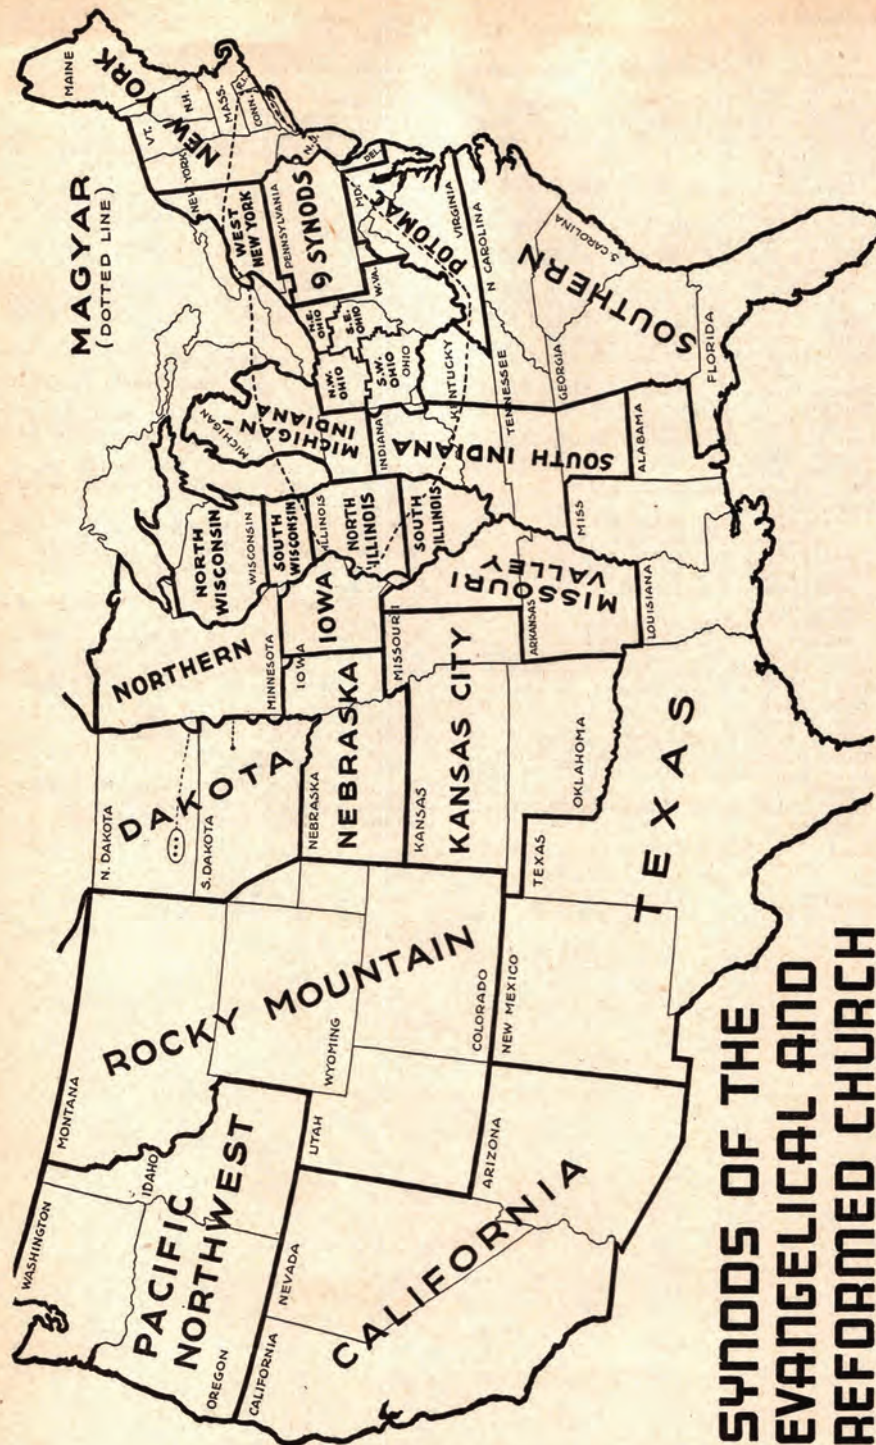 WASHINGTON
MONTANA
N. DAKOTA
MAINE
NEW
YORK
VT.
N.H.
MASS.
CONN.
R.I.
NEW YORK
N.J.
MAGYAR
(DOTTED LINE)
WEST
NEW YORK
PENNSYLVANIA
9 SYNODS
MD.
DEL.
PACIFIC
NORTHWEST
IDAHO
OREGON
ROCKY MOUNTAIN
WYOMING
DAKOTA
S. DAKOTA
NORTHERN
MINNESOTA
NORTH
WISCONSIN
WISCONSIN
SOUTH
WISCONSIN
MICHIGAN
MICHIGAN-
INDIANA
N.W.
OHIO
N.E.
OHIO
S.E.
OHIO
S.W.
OHIO
OHIO
W.VA.
POTOMAC
VIRGINIA
IOWA
IOWA
ILLINOIS
NORTH
ILLINOIS
SOUTH
ILLINOIS
INDIANA
SOUTH INDIANA
KENTUCKY
NEBRASKA
NEBRASKA
CALIFORNIA
NEVADA
UTAH
COLORADO
KANSAS
KANSAS CITY
MISSOURI
MISSOURI
VALLEY
TENNESSEE
N CAROLINA
S CAROLINA
SOUTHERN
CALIFORNIA
ARIZONA
NEW MEXICO
TEXAS
OKLAHOMA
ARKANSAS
MISS
ALABAMA
GEORGIA
TEXAS
LOUISIANA
FLORIDA
SYNODS OF THE
EVANGELICAL AND
REFORMED CHURCH